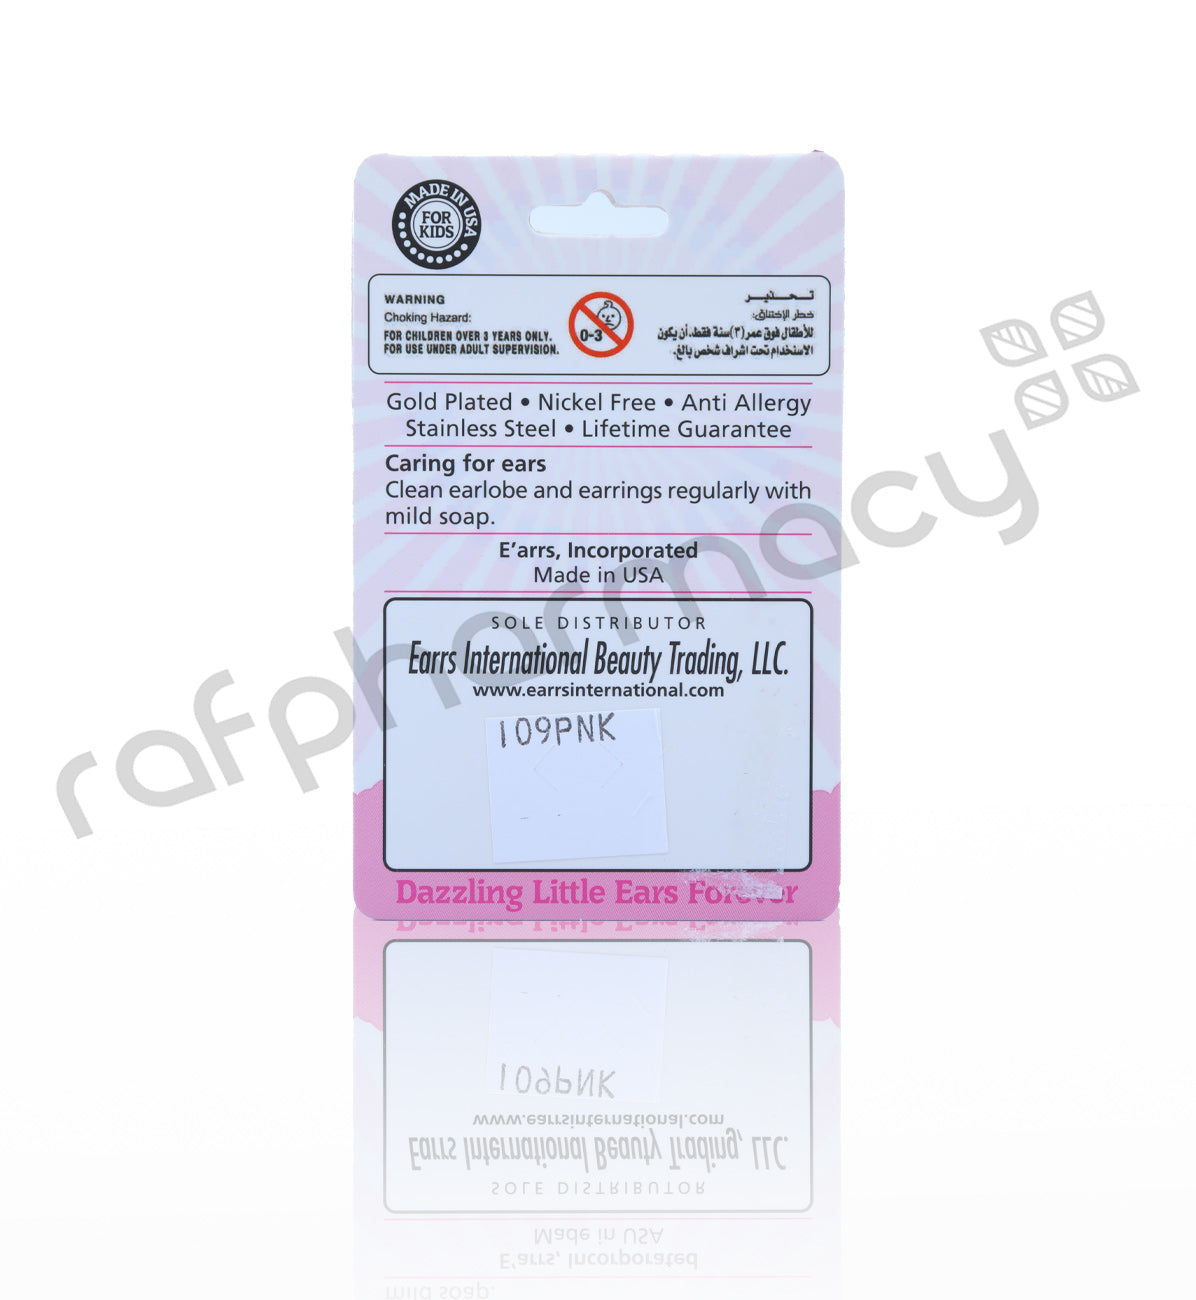 MADE IN USA
FOR
KIDS
WARNING
Choking Hazard:
FOR CHILDREN OVER 3 YEARS ONLY.
FOR USE UNDER ADULT SUPERVISION.
0-3
تـحــذيــر
خطر الإختناق:
للأطفال فوق عمر (٣) سنة فقط، أن يكون
الاستخدام تحت اشراف شخص بالغ.
Gold Plated • Nickel Free • Anti Allergy
Stainless Steel • Lifetime Guarantee
Caring for ears
Clean earlobe and earrings regularly with
mild soap.
E’arrs, Incorporated
Made in USA
SOLE DISTRIBUTOR
Earrs International Beauty Trading, LLC.
www.earrsinternational.com
109PNK
Dazzling Little Ears Forever
rafpharmacy